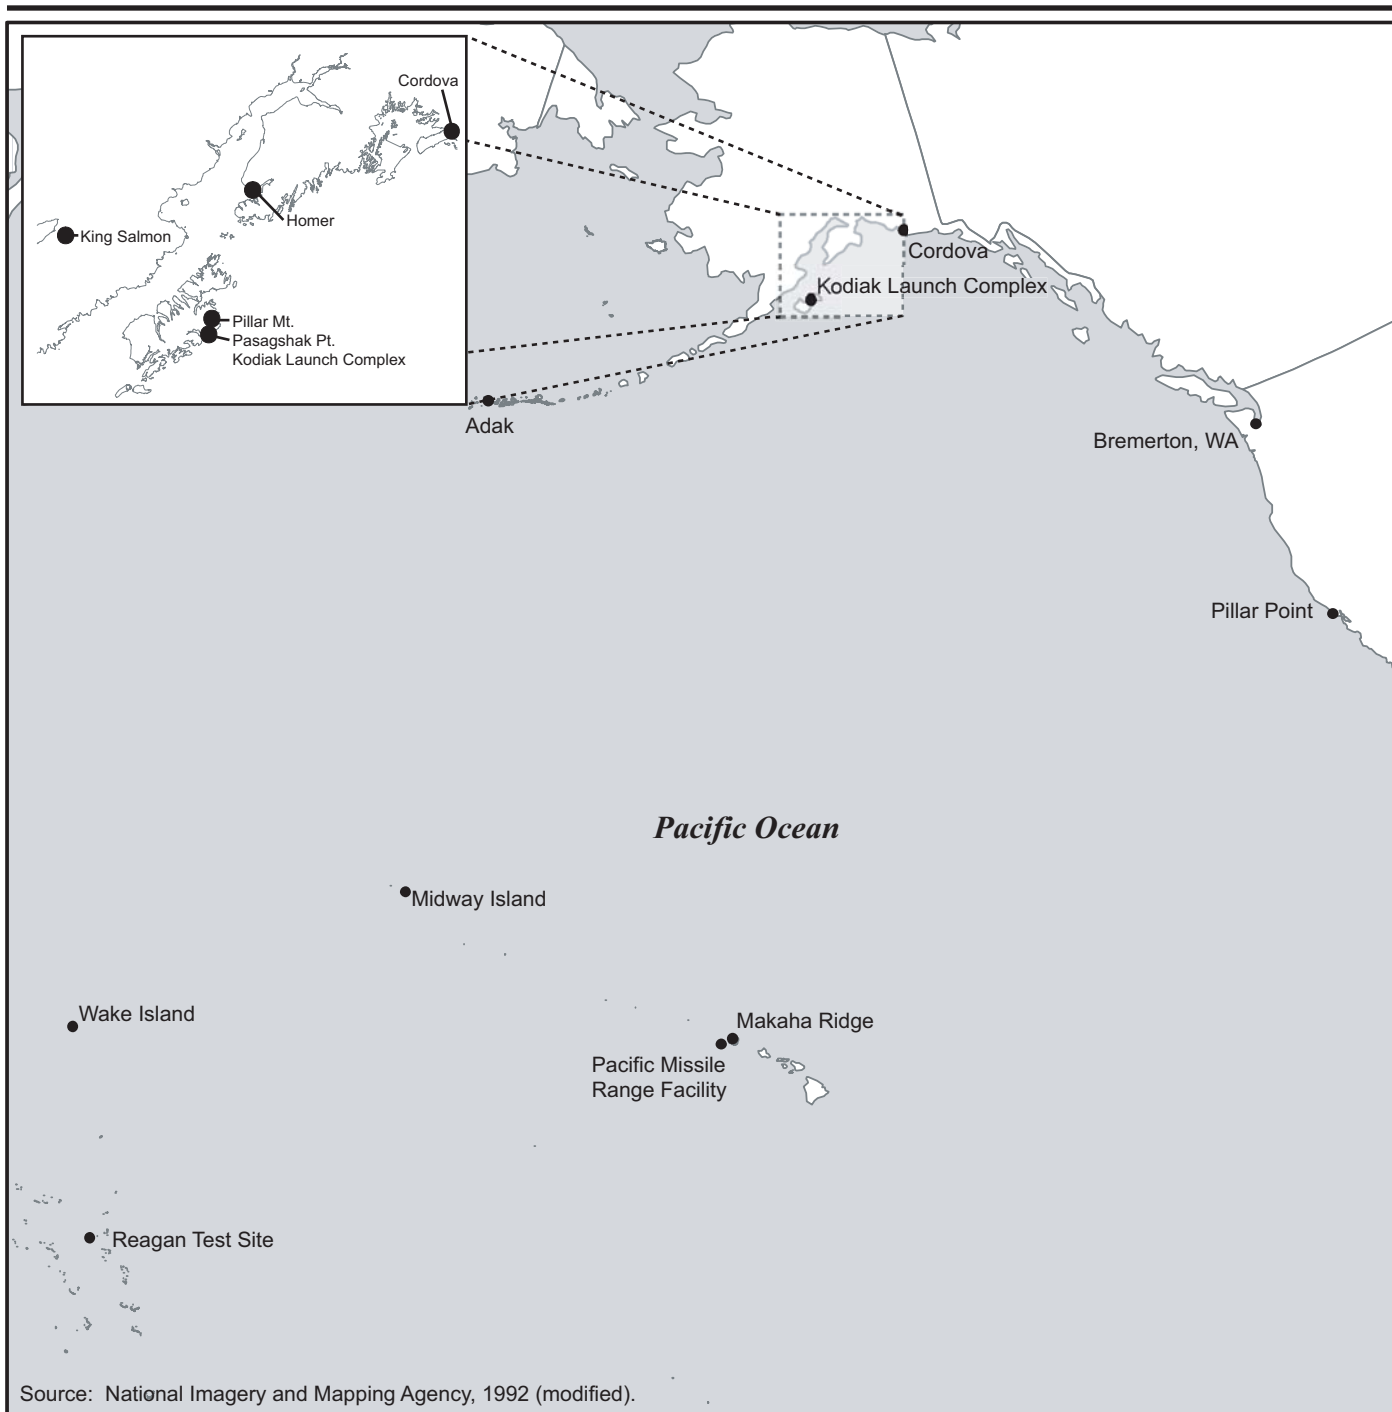 Cordova
Homer
King Salmon
Pillar Mt.
Pasagshak Pt.
Kodiak Launch Complex
Cordova
Kodiak Launch Complex
Adak
Bremerton, WA
Pillar Point
Pacific Ocean
Midway Island
Wake Island
Makaha Ridge
Pacific Missile
Range Facility
Reagan Test Site
Source: National Imagery and Mapping Agency, 1992 (modified).